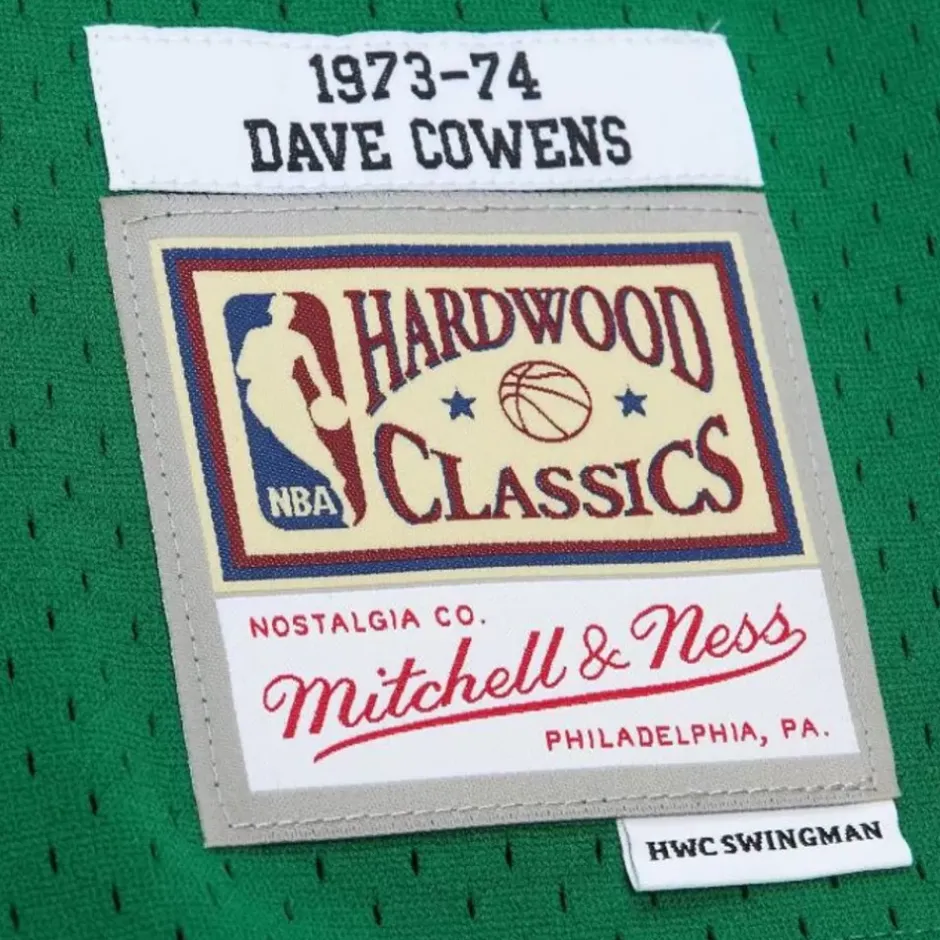 1973-74
DAVE COWENS
HARDWOOD
CLASSICS
NBA
NOSTALGIA CO.
Mitchell & Ness
PHILADELPHIA, PA.
HWC SWINGMAN